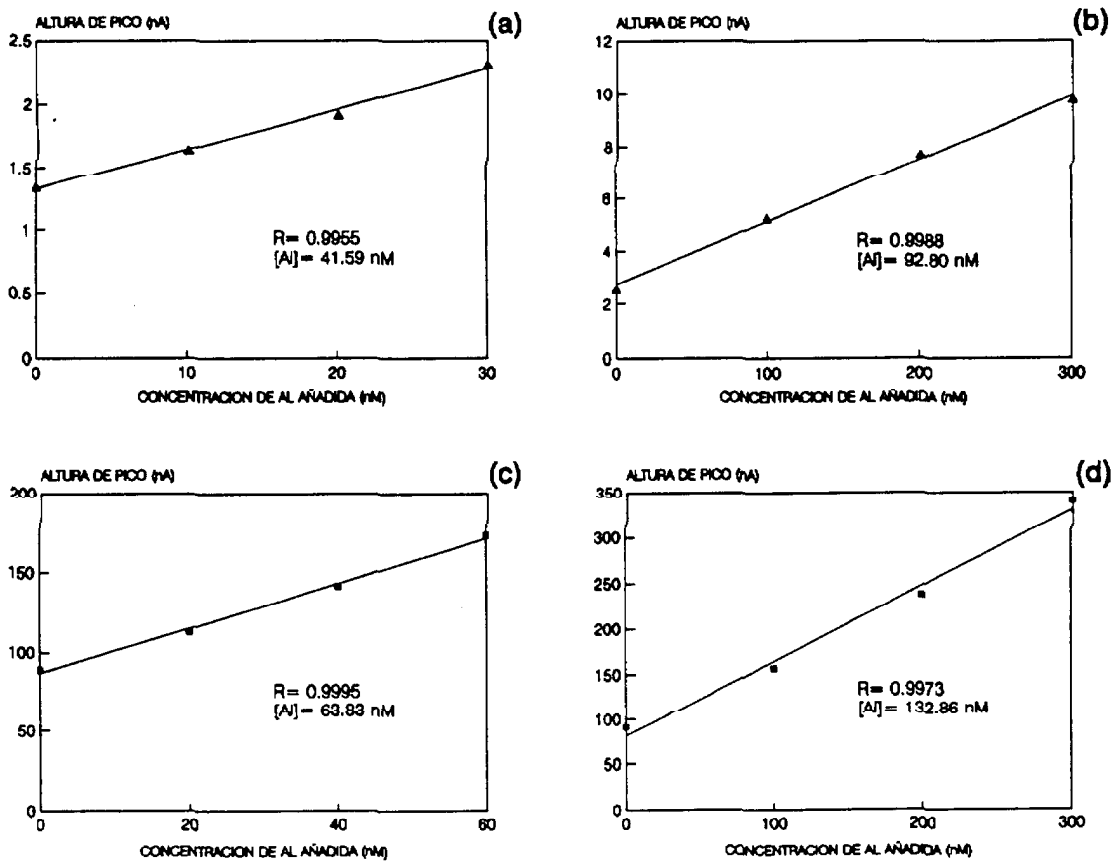 ALTURA DE PICO (nA)
(a)
2.5
2
1.5
1
0.5
0
R= 0.9955
[Al]= 41.59 nM
0 10 20 30
CONCENTRACION DE AL AÑADIDA (nM)
ALTURA DE PICO (nA)
(b)
12
10
8
6
4
2
0
R= 0.9988
[Al]= 92.80 nM
0 100 200 300
CONCENTRACION DE AL AÑADIDA (nM)
ALTURA DE PICO (nA)
(c)
200
150
100
50
0
R= 0.9995
[Al]= 63.93 nM
0 20 40 60
CONCENTRACION DE AL AÑADIDA (nM)
ALTURA DE PICO (nA)
(d)
350
300
250
200
150
100
50
0
R= 0.9973
[Al]= 132.86 nM
0 100 200 300
CONCENTRACION DE AL AÑADIDA (nM)